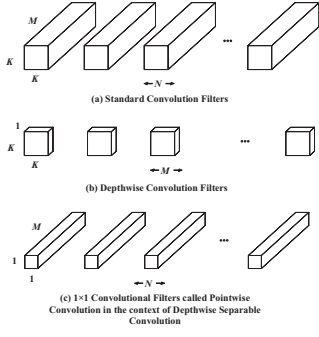 M
K
K
...
N
(a) Standard Convolution Filters
1
K
K
...
M
(b) Depthwise Convolution Filters
M
1
1
...
N
(c) 1×1 Convolutional Filters called Pointwise
Convolution in the context of Depthwise Separable
Convolution